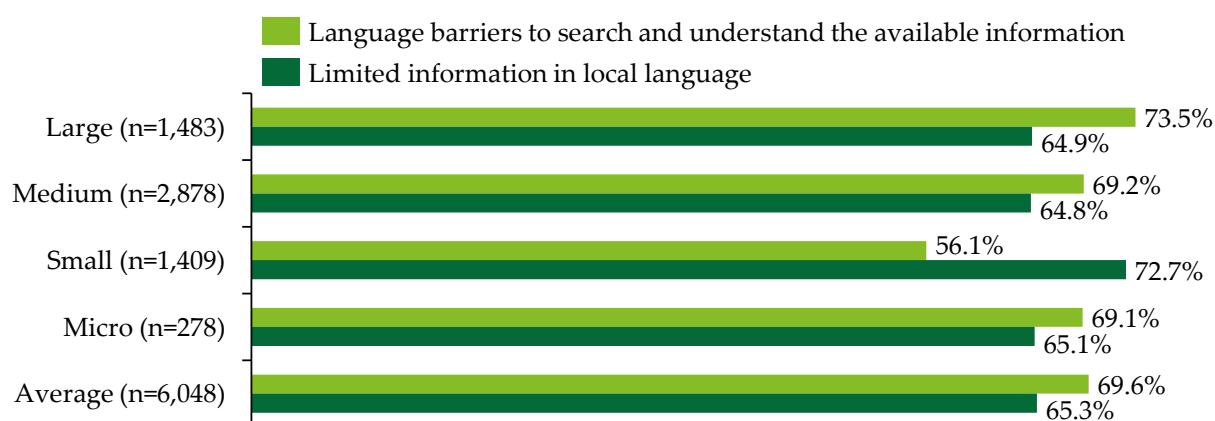 Language barriers to search and understand the available information
Limited information in local language
Large (n=1,483)
73.5%
64.9%
Medium (n=2,878)
69.2%
64.8%
Small (n=1,409)
56.1%
72.7%
Micro (n=278)
69.1%
65.1%
Average (n=6,048)
69.6%
65.3%